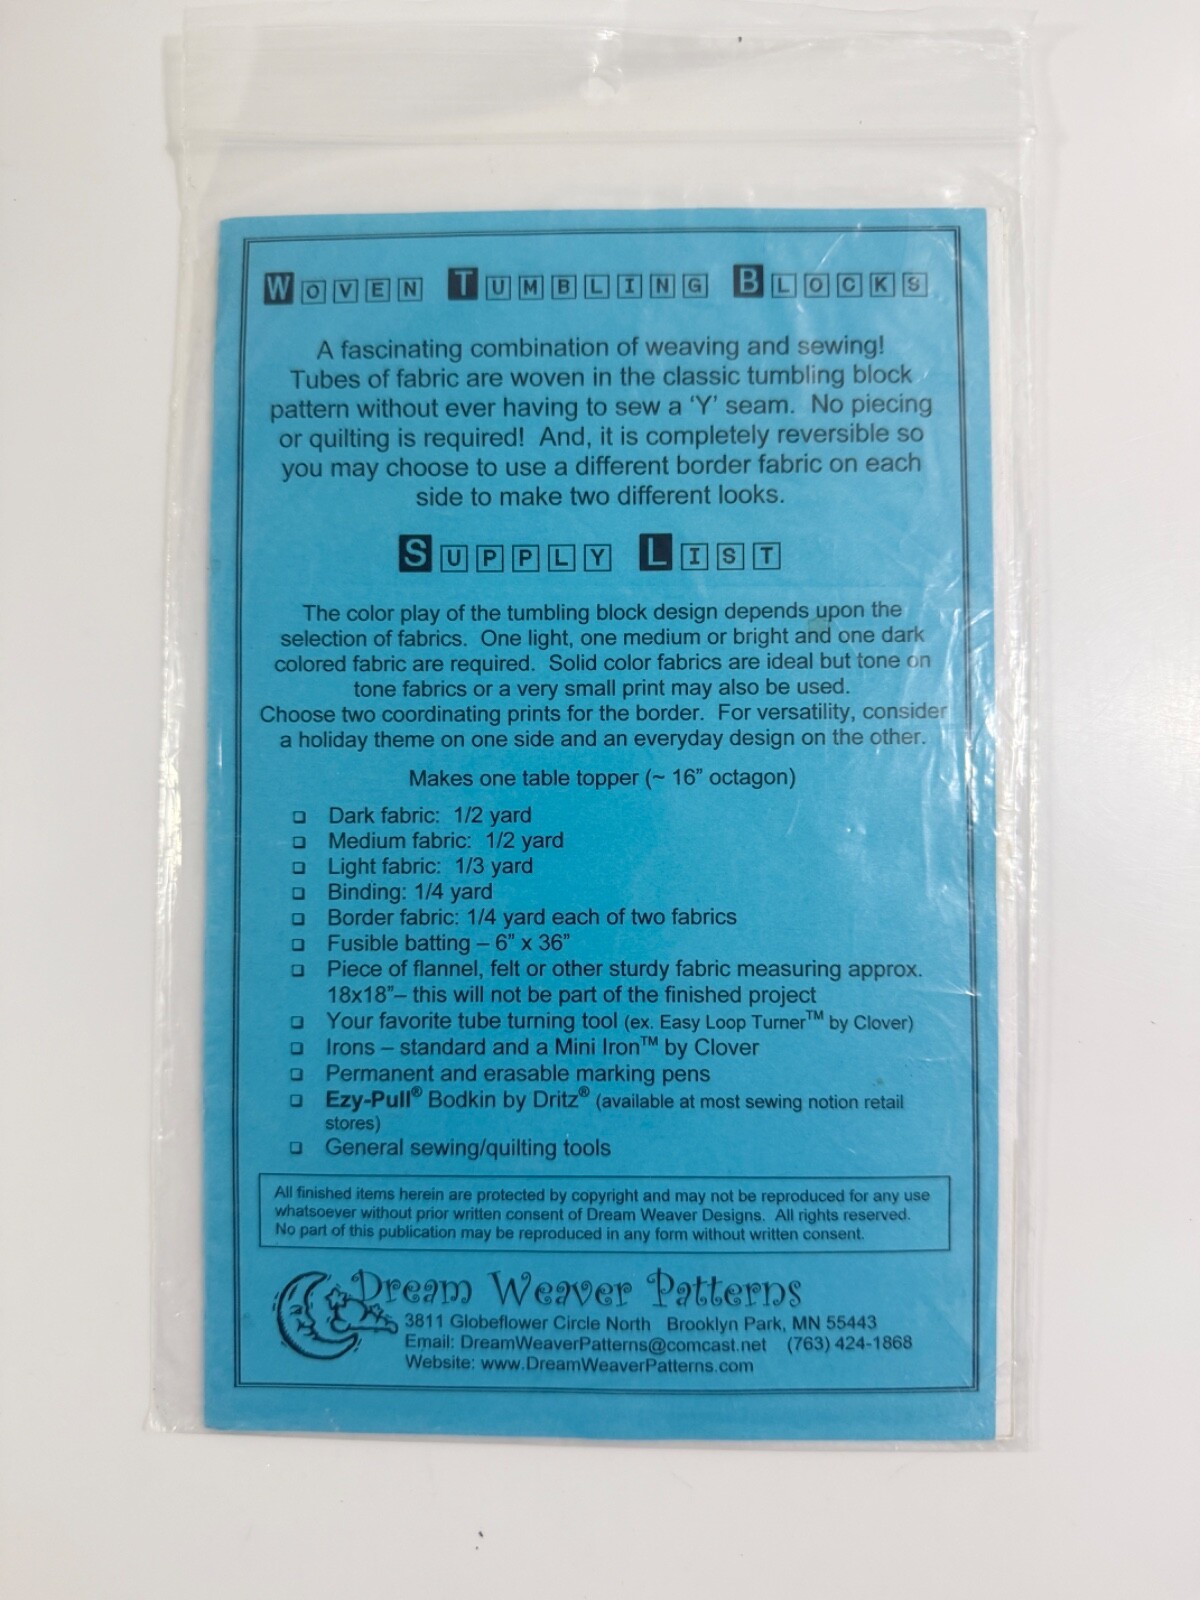 WOVEN TUMBLING BLOCKS
A fascinating combination of weaving and sewing!
Tubes of fabric are woven in the classic tumbling block
pattern without ever having to sew a ‘Y’ seam.  No piecing
or quilting is required!  And, it is completely reversible so
you may choose to use a different border fabric on each
side to make two different looks.
SUPPLY LIST
The color play of the tumbling block design depends upon the
selection of fabrics.  One light, one medium or bright and one dark
colored fabric are required.  Solid color fabrics are ideal but tone on
tone fabrics or a very small print may also be used.
Choose two coordinating prints for the border.  For versatility, consider
a holiday theme on one side and an everyday design on the other.
Makes one table topper (~ 16” octagon)
❑ Dark fabric:  1/2 yard
❑ Medium fabric:  1/2 yard
❑ Light fabric:  1/3 yard
❑ Binding: 1/4 yard
❑ Border fabric: 1/4 yard each of two fabrics
❑ Fusible batting – 6” x 36”
❑ Piece of flannel, felt or other sturdy fabric measuring approx.
18x18”– this will not be part of the finished project
❑ Your favorite tube turning tool (ex. Easy Loop Turner™ by Clover)
❑ Irons – standard and a Mini Iron™ by Clover
❑ Permanent and erasable marking pens
❑ Ezy-Pull® Bodkin by Dritz® (available at most sewing notion retail
stores)
❑ General sewing/quilting tools
All finished items herein are protected by copyright and may not be reproduced for any use
whatsoever without prior written consent of Dream Weaver Designs.  All rights reserved.
No part of this publication may be reproduced in any form without written consent.
Dream Weaver Patterns
3811 Globeflower Circle North   Brooklyn Park, MN 55443
Email: DreamWeaverPatterns@comcast.net   (763) 424-1868
Website: www.DreamWeaverPatterns.com